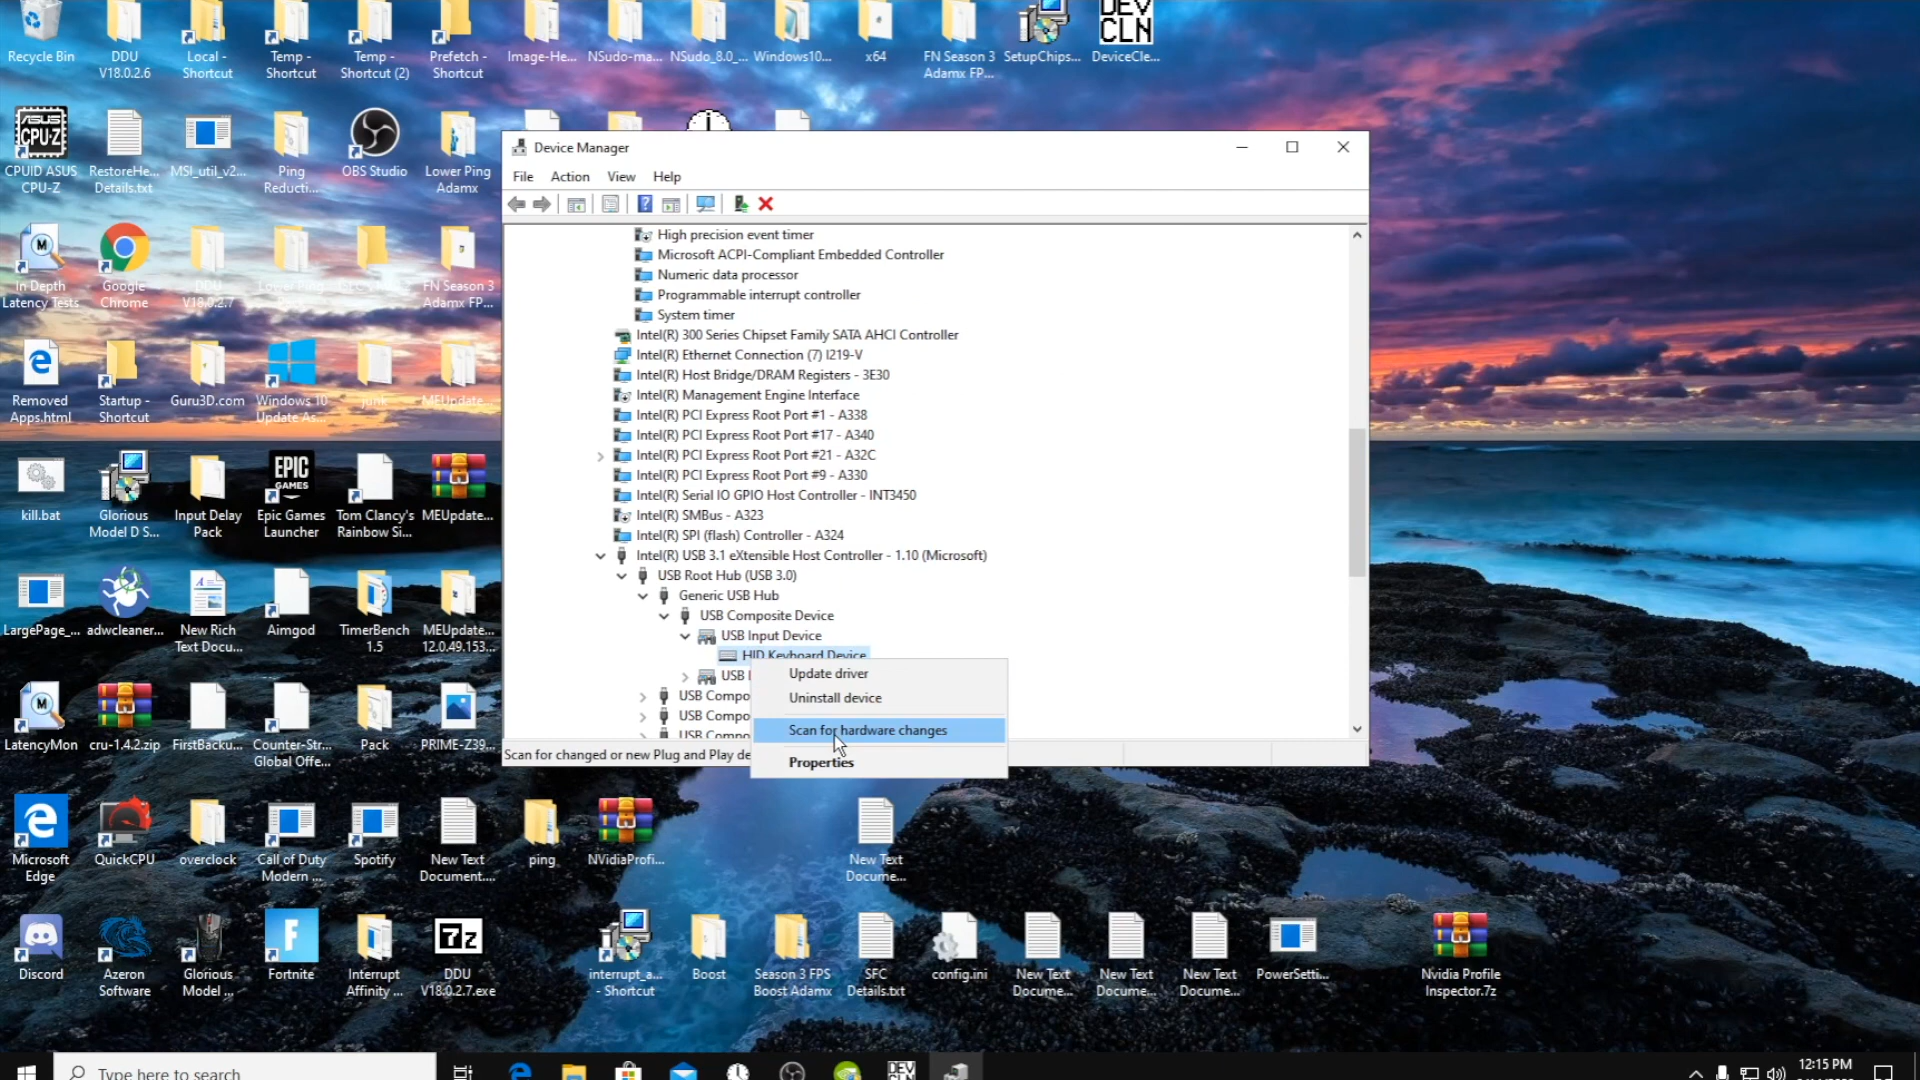 Recycle Bin
DDU
V18.0.2.6
Local -
Shortcut
Temp -
Shortcut
Temp -
Shortcut (2)
Prefetch -
Shortcut
Image-He...
NSudo-ma...
NSudo_8.0_...
Windows10...
x64
FN Season 3
Adamx FP...
SetupChips...
DEV
CLN
DeviceCle...
ASUS
CPU-Z
CPUID ASUS
CPU-Z
RestoreHe...
Details.txt
MSI_util_v2...
Ping
Reducti...
OBS Studio
Lower Ping
Adamx
In Depth
Latency Tests
Google
Chrome
DDU
V18.0.2.7
FN Season 3
Adamx FP...
Removed
Apps.html
Startup -
Shortcut
Guru3D.com
Windows 10
Update As...
junk
MEUpdate...
kill.bat
Glorious
Model D S...
Input Delay
Pack
EPIC
GAMES
Epic Games
Launcher
Tom Clancy's
Rainbow Si...
MEUpdate...
LargePage_...
adwcleaner...
New Rich
Text Docu...
Aimgod
TimerBench
1.5
MEUpdate...
12.0.49.153...
LatencyMon
cru-1.4.2.zip
FirstBacku...
Counter-Str...
Global Offe...
Pack
PRIME-Z39...
Device Manager
File Action View Help
High precision event timer
Microsoft ACPI-Compliant Embedded Controller
Numeric data processor
Programmable interrupt controller
System timer
Intel(R) 300 Series Chipset Family SATA AHCI Controller
Intel(R) Ethernet Connection (7) I219-V
Intel(R) Host Bridge/DRAM Registers - 3E30
Intel(R) Management Engine Interface
Intel(R) PCI Express Root Port #1 - A338
Intel(R) PCI Express Root Port #17 - A340
Intel(R) PCI Express Root Port #21 - A32C
Intel(R) PCI Express Root Port #9 - A330
Intel(R) Serial IO GPIO Host Controller - INT3450
Intel(R) SMBus - A323
Intel(R) SPI (flash) Controller - A324
Intel(R) USB 3.1 eXtensible Host Controller - 1.10 (Microsoft)
USB Root Hub (USB 3.0)
Generic USB Hub
USB Composite Device
USB Input Device
HID Keyboard Device
USB
USB Compo
USB Compo
USB Compo
Update driver
Uninstall device
Scan for hardware changes
Properties
Scan for changed or new Plug and Play de
Microsoft
Edge
QuickCPU
overclock
Call of Duty
Modern ...
Spotify
New Text
Document....
ping
NVidiaProfi...
New Text
Docume...
Discord
Azeron
Software
Glorious
Model ...
F
Fortnite
Interrupt
Affinity ...
7z
DDU
V18.0.2.7.exe
interrupt_a...
- Shortcut
Boost
Season 3 FPS
Boost Adamx
SFC
Details.txt
config.ini
New Text
Docume...
New Text
Docume...
New Text
Docume...
PowerSetti...
Nvidia Profile
Inspector.7z
Type here to search
DEV
CLN
12:15 PM